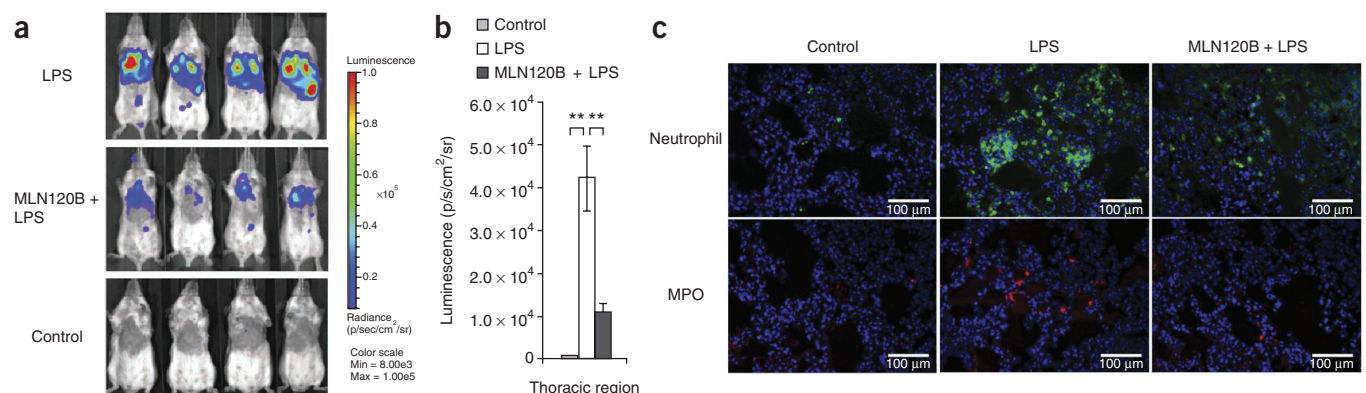 a
LPS
MLN120B +
LPS
Control
Luminescence
1.0
0.8
0.6
×10⁵
0.4
0.2
Radiance
(p/sec/cm²/sr)
Color scale
Min = 8.00e3
Max = 1.00e5
b
Control
LPS
MLN120B + LPS
Luminescence (p/s/cm²/sr)
6.0 × 10⁴
5.0 × 10⁴
4.0 × 10⁴
3.0 × 10⁴
2.0 × 10⁴
1.0 × 10⁴
0
** **
Thoracic region
c
Control LPS MLN120B + LPS
Neutrophil
100 µm 100 µm 100 µm
MPO
100 µm 100 µm 100 µm